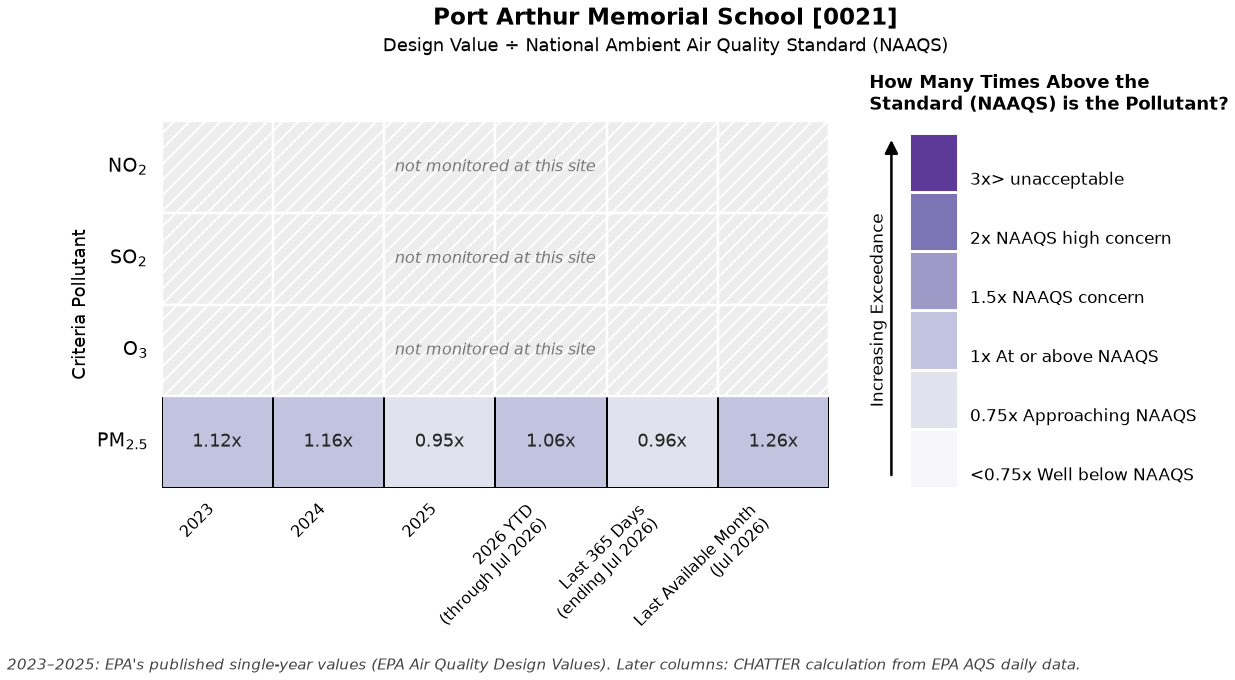 Port Arthur Memorial School [0021]
Design Value ÷ National Ambient Air Quality Standard (NAAQS)
How Many Times Above the
Standard (NAAQS) is the Pollutant?
Criteria Pollutant
NO₂
not monitored at this site
SO₂
not monitored at this site
O₃
not monitored at this site
PM₂.₅
1.12x 1.16x 0.95x 1.06x 0.96x 1.26x
2023
2024
2025
2026 YTD
(through Jul 2026)
Last 365 Days
(ending Jul 2026)
Last Available Month
(Jul 2026)
Increasing Exceedance
3x> unacceptable
2x NAAQS high concern
1.5x NAAQS concern
1x At or above NAAQS
0.75x Approaching NAAQS
<0.75x Well below NAAQS
2023–2025: EPA's published single-year values (EPA Air Quality Design Values). Later columns: CHATTER calculation from EPA AQS daily data.